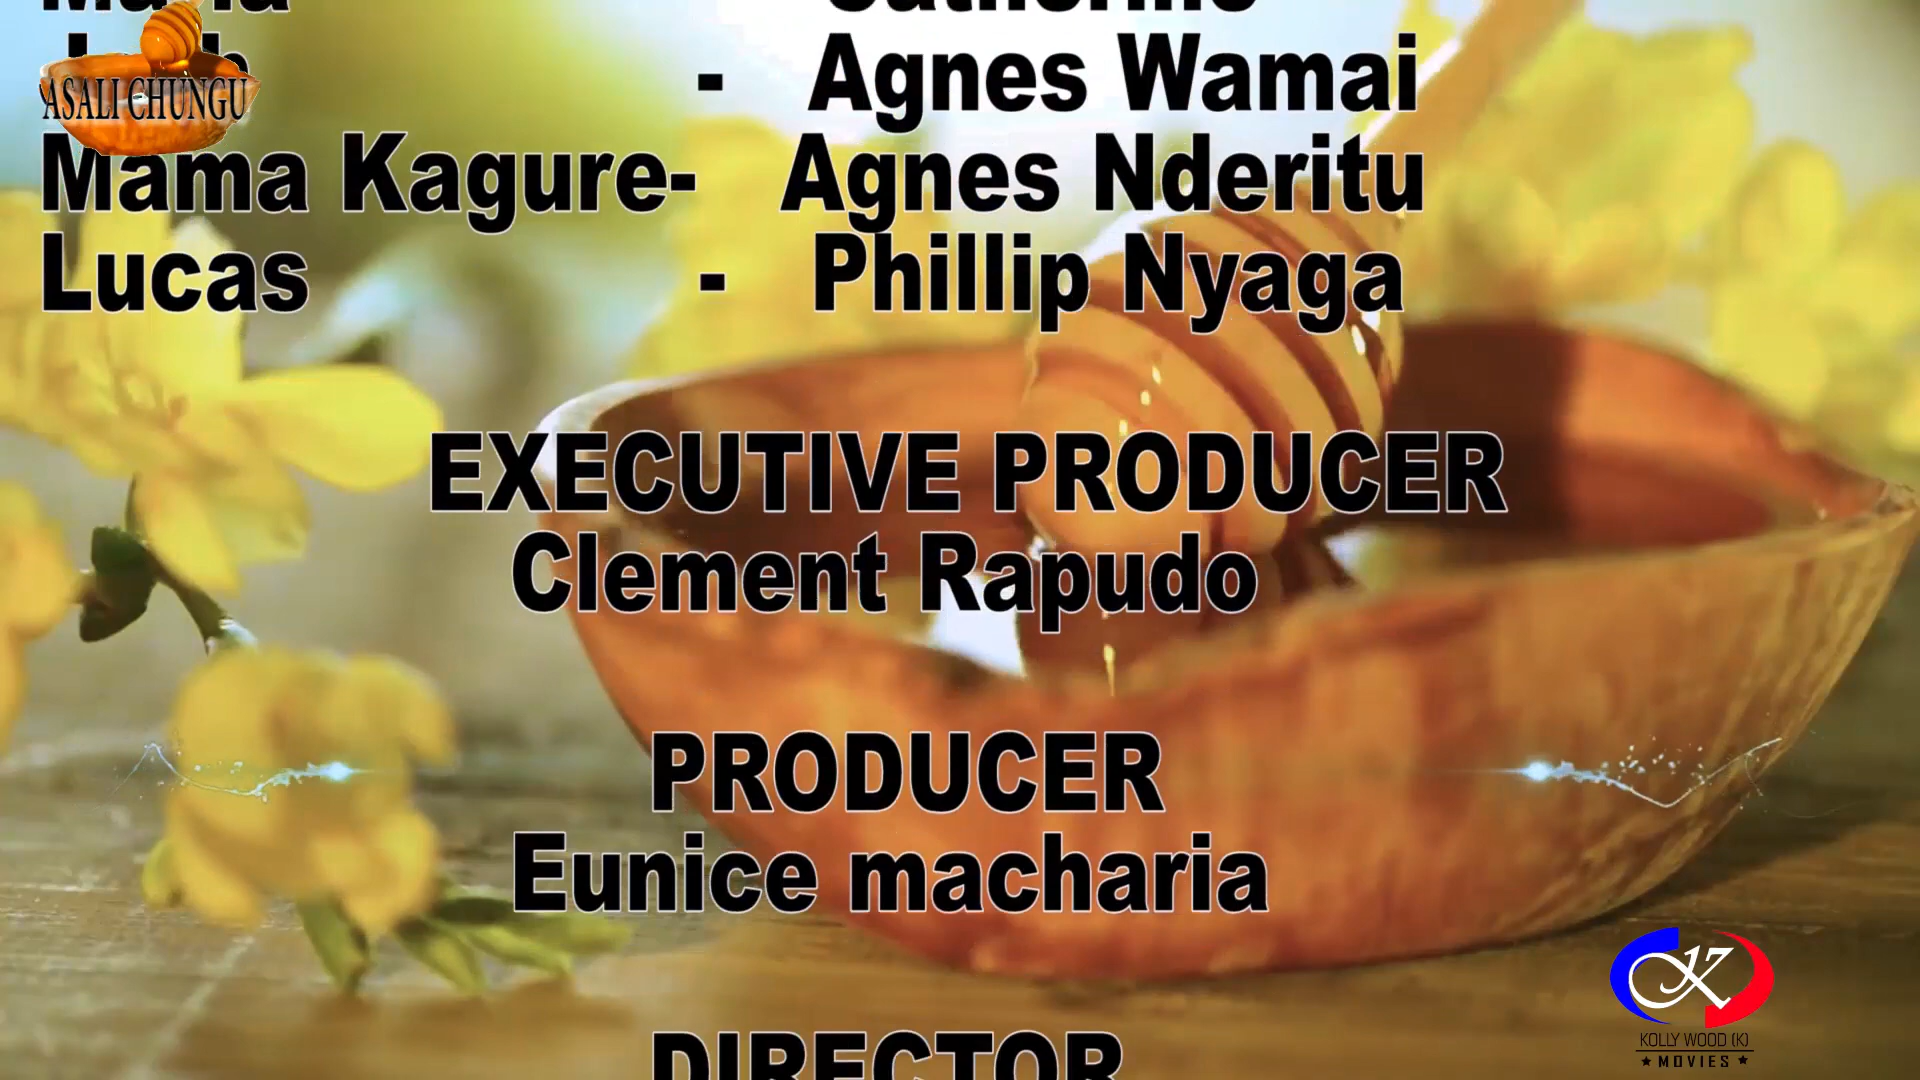 - Agnes Wamai
ASALI CHUNGU
Mama Kagure- Agnes Nderitu
Lucas - Phillip Nyaga
EXECUTIVE PRODUCER
Clement Rapudo
PRODUCER
Eunice macharia
DIRECTOR
K
KOLLY WOOD (K)
MOVIES